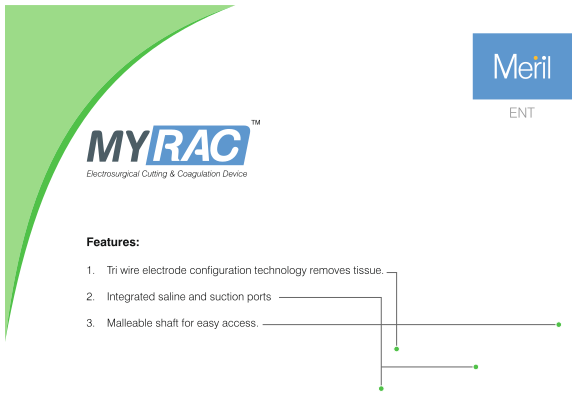 Meril
ENT
MYRAC™
Electrosurgical Cutting & Coagulation Device
Features:
1. Tri wire electrode configuration technology removes tissue.
2. Integrated saline and suction ports
3. Malleable shaft for easy access.